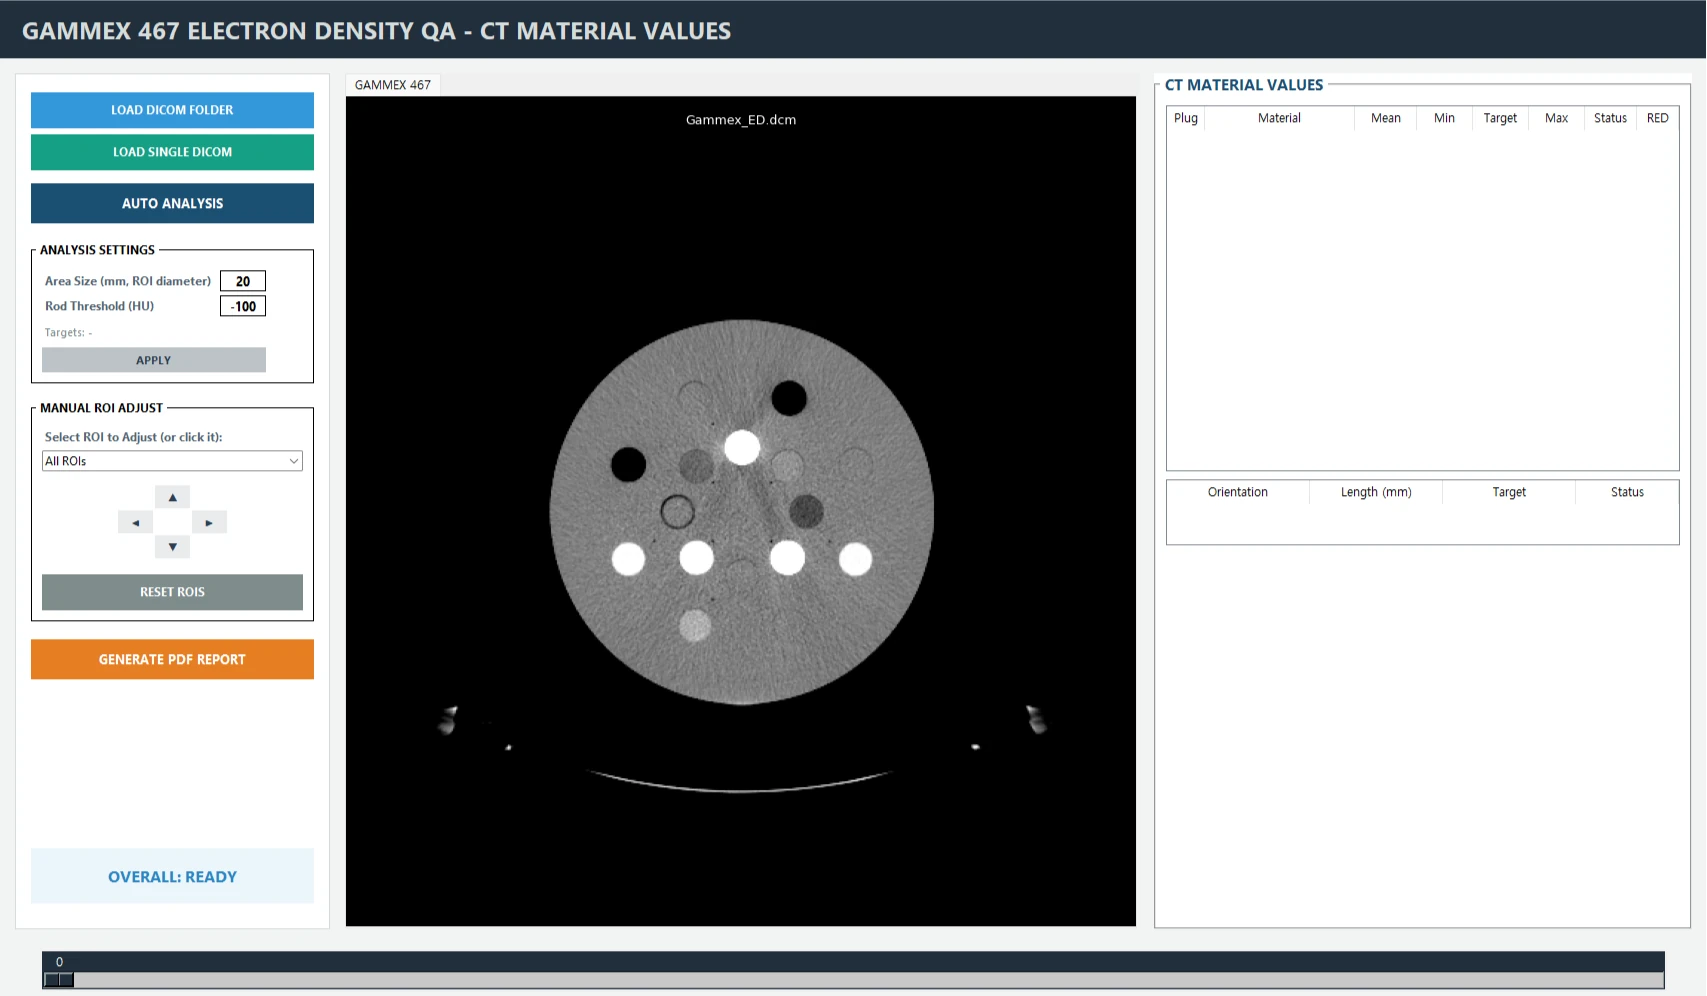 GAMMEX 467 ELECTRON DENSITY QA - CT MATERIAL VALUES
LOAD DICOM FOLDER
LOAD SINGLE DICOM
AUTO ANALYSIS
ANALYSIS SETTINGS
Area Size (mm, ROI diameter) 20
Rod Threshold (HU) -100
Targets: -
APPLY
MANUAL ROI ADJUST
Select ROI to Adjust (or click it):
All ROIs
RESET ROIS
GENERATE PDF REPORT
OVERALL: READY
GAMMEX 467
Gammex_ED.dcm
CT MATERIAL VALUES
Plug Material Mean Min Target Max Status RED
Orientation Length (mm) Target Status
0